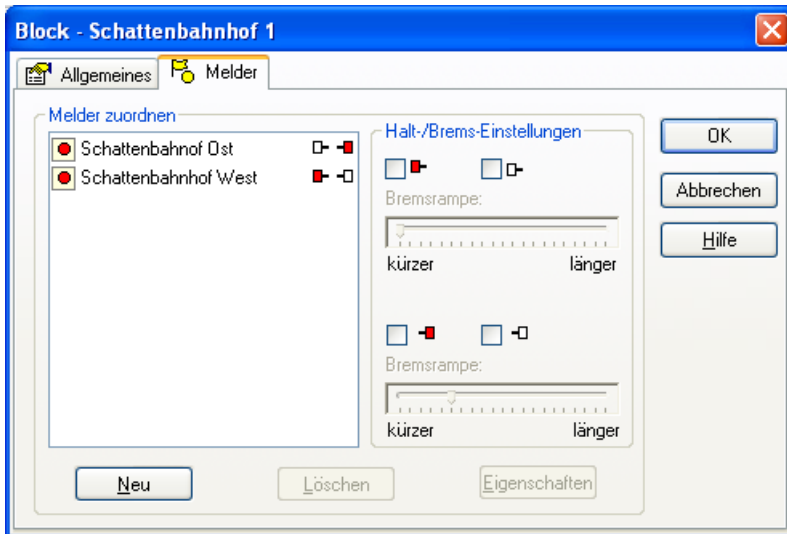 Block - Schattenbahnhof 1
Allgemeines
Melder
Melder zuordnen
Schattenbahnof Ost
Schattenbahnhof West
Halt-/Brems-Einstellungen
Bremsrampe:
kürzer länger
Bremsrampe:
kürzer länger
Neu
Löschen
Eigenschaften
OK
Abbrechen
Hilfe